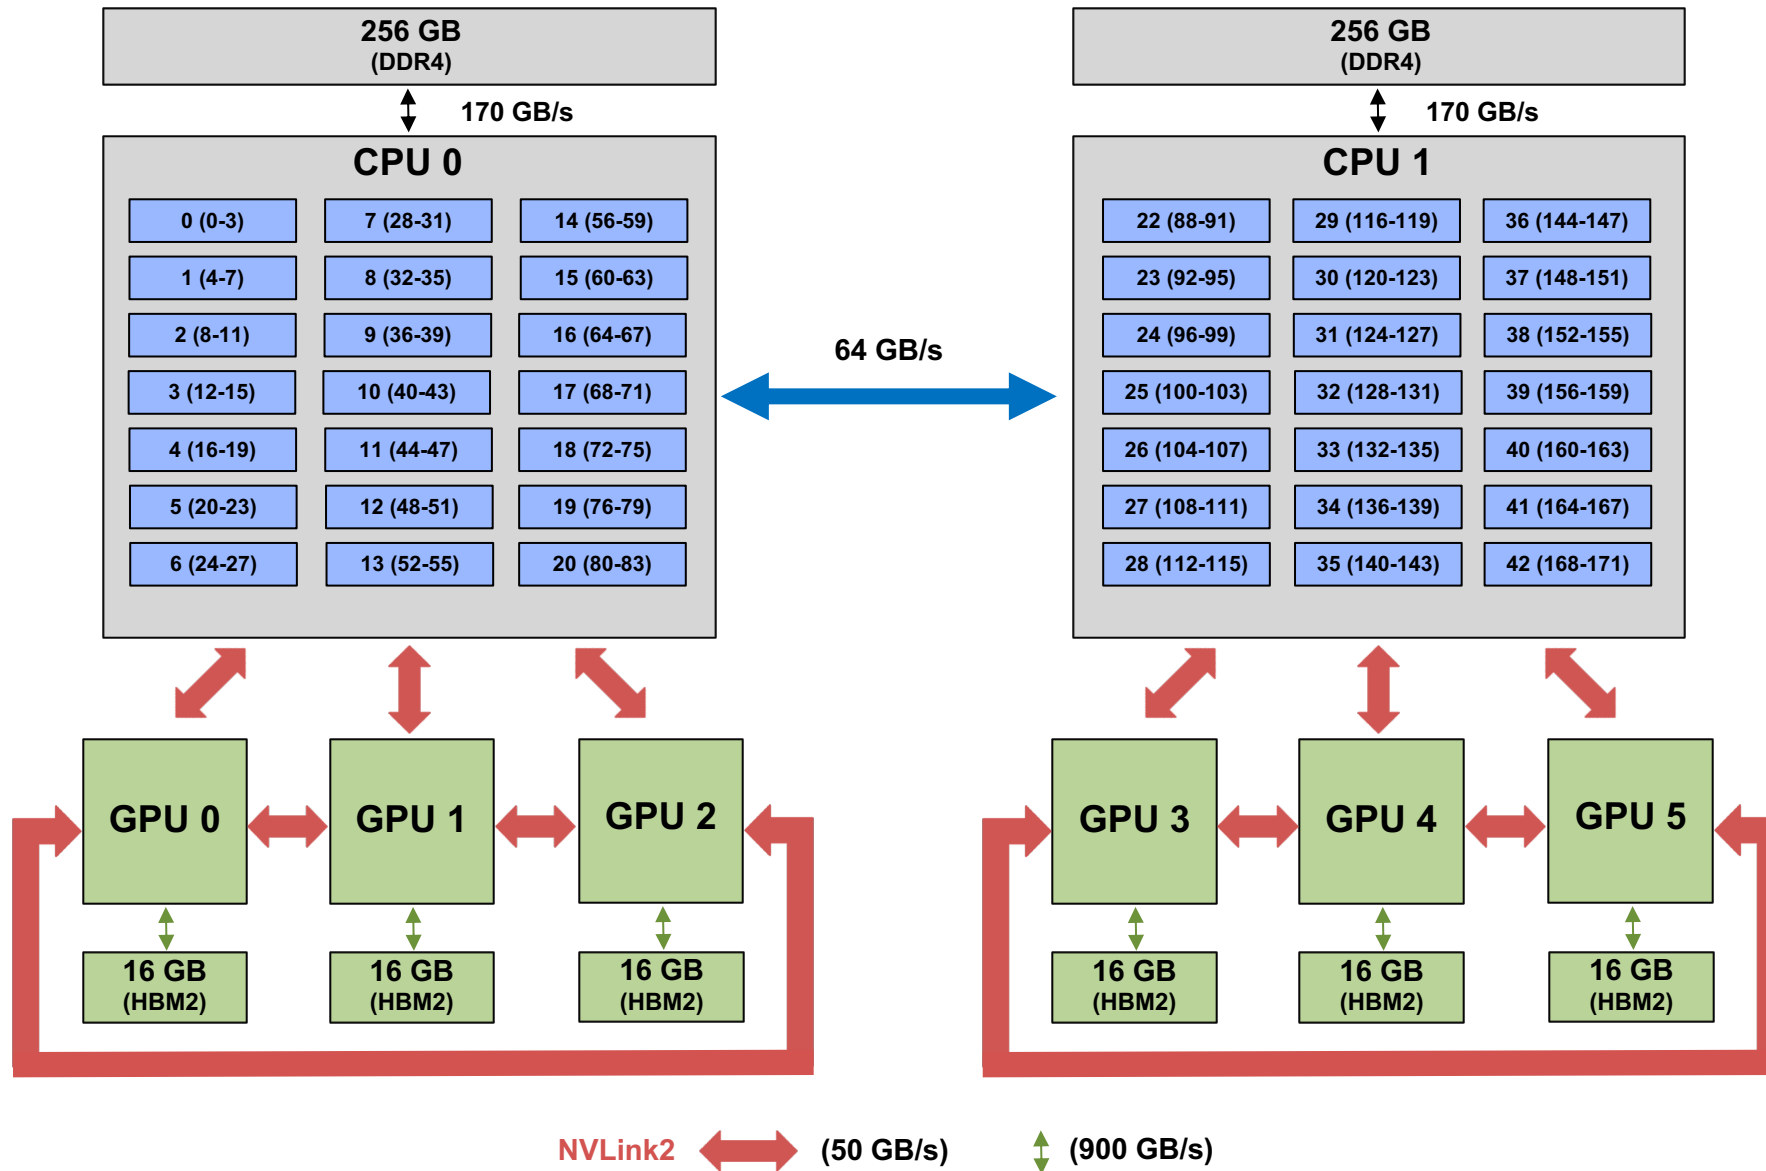 256 GB
(DDR4)
170 GB/s
CPU 0
0 (0-3)
7 (28-31)
14 (56-59)
1 (4-7)
8 (32-35)
15 (60-63)
2 (8-11)
9 (36-39)
16 (64-67)
3 (12-15)
10 (40-43)
17 (68-71)
4 (16-19)
11 (44-47)
18 (72-75)
5 (20-23)
12 (48-51)
19 (76-79)
6 (24-27)
13 (52-55)
20 (80-83)
64 GB/s
256 GB
(DDR4)
170 GB/s
CPU 1
22 (88-91)
29 (116-119)
36 (144-147)
23 (92-95)
30 (120-123)
37 (148-151)
24 (96-99)
31 (124-127)
38 (152-155)
25 (100-103)
32 (128-131)
39 (156-159)
26 (104-107)
33 (132-135)
40 (160-163)
27 (108-111)
34 (136-139)
41 (164-167)
28 (112-115)
35 (140-143)
42 (168-171)
GPU 0
GPU 1
GPU 2
16 GB
(HBM2)
16 GB
(HBM2)
16 GB
(HBM2)
GPU 3
GPU 4
GPU 5
16 GB
(HBM2)
16 GB
(HBM2)
16 GB
(HBM2)
NVLink2
(50 GB/s)
(900 GB/s)